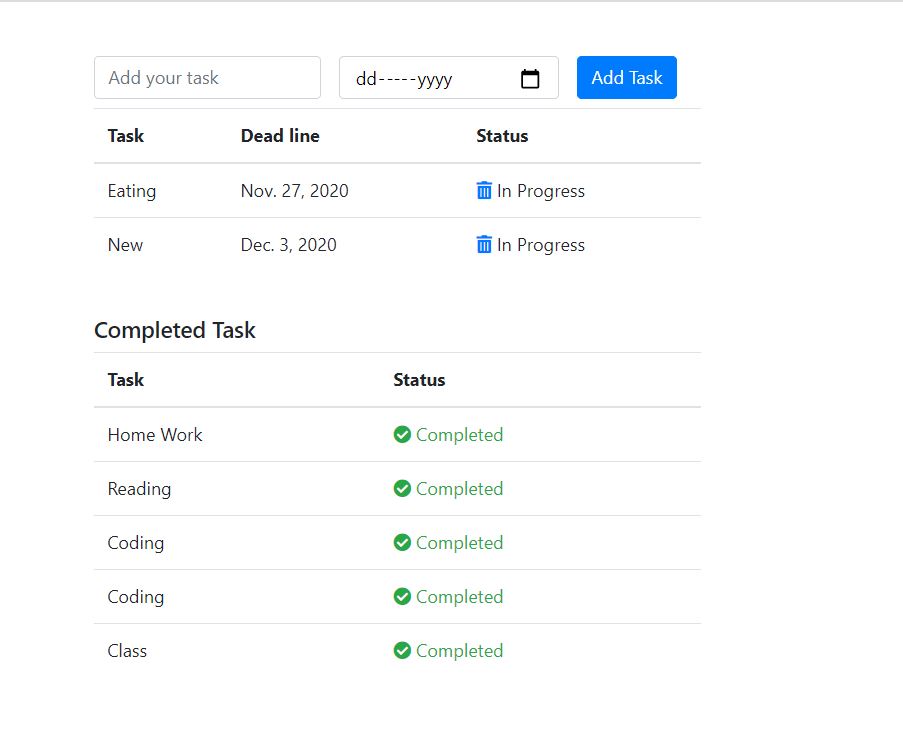 Add your task dd-----yyyy Add Task
Task Dead line Status
Eating Nov. 27, 2020 In Progress
New Dec. 3, 2020 In Progress
Completed Task
Task Status
Home Work Completed
Reading Completed
Coding Completed
Coding Completed
Class Completed